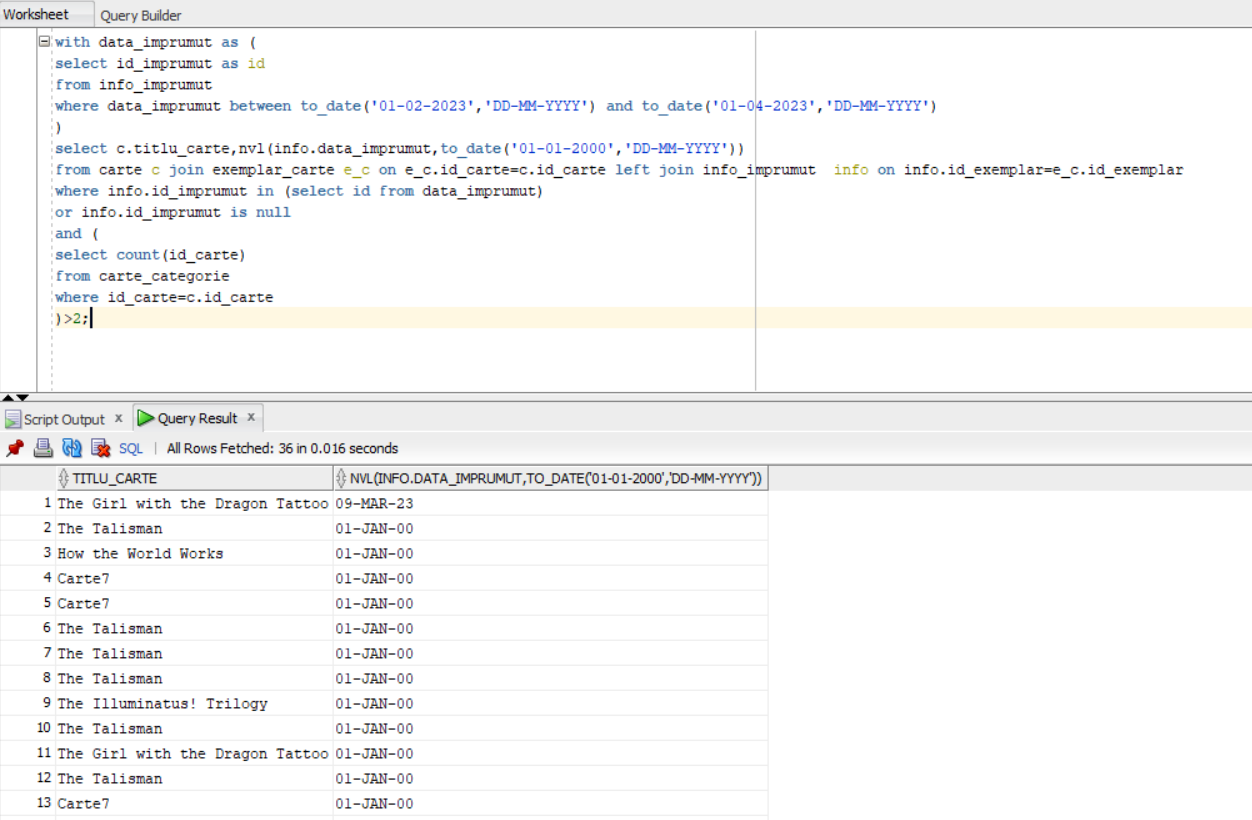 Worksheet Query Builder
with data_imprumut as (
select id_imprumut as id
from info_imprumut
where data_imprumut between to_date('01-02-2023','DD-MM-YYYY') and to_date('01-04-2023','DD-MM-YYYY')
)
select c.titlu_carte,nvl(info.data_imprumut,to_date('01-01-2000','DD-MM-YYYY'))
from carte c join exemplar_carte e_c on e_c.id_carte=c.id_carte left join info_imprumut  info on info.id_exemplar=e_c.id_exemplar
where info.id_imprumut in (select id from data_imprumut)
or info.id_imprumut is null
and (
select count(id_carte)
from carte_categorie
where id_carte=c.id_carte
)>2;
Script Output x Query Result x
SQL | All Rows Fetched: 36 in 0.016 seconds
TITLU_CARTE NVL(INFO.DATA_IMPRUMUT,TO_DATE('01-01-2000','DD-MM-YYYY'))
1 The Girl with the Dragon Tattoo 09-MAR-23
2 The Talisman 01-JAN-00
3 How the World Works 01-JAN-00
4 Carte7 01-JAN-00
5 Carte7 01-JAN-00
6 The Talisman 01-JAN-00
7 The Talisman 01-JAN-00
8 The Talisman 01-JAN-00
9 The Illuminatus! Trilogy 01-JAN-00
10 The Talisman 01-JAN-00
11 The Girl with the Dragon Tattoo 01-JAN-00
12 The Talisman 01-JAN-00
13 Carte7 01-JAN-00